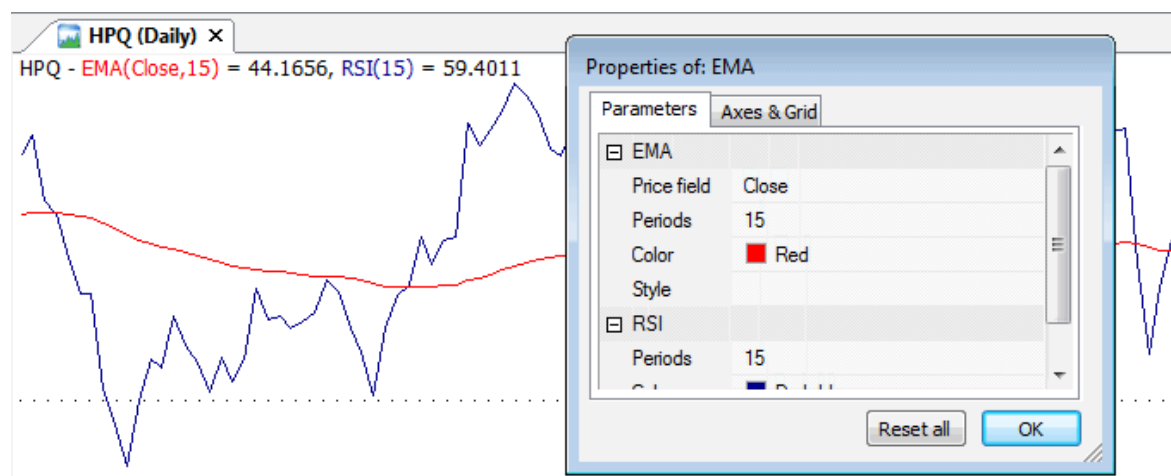 HPQ (Daily)
HPQ - EMA(Close,15) = 44.1656, RSI(15) = 59.4011
Properties of: EMA
Parameters
Axes & Grid
EMA
Price field Close
Periods 15
Color Red
Style
RSI
Periods 15
Reset all
OK